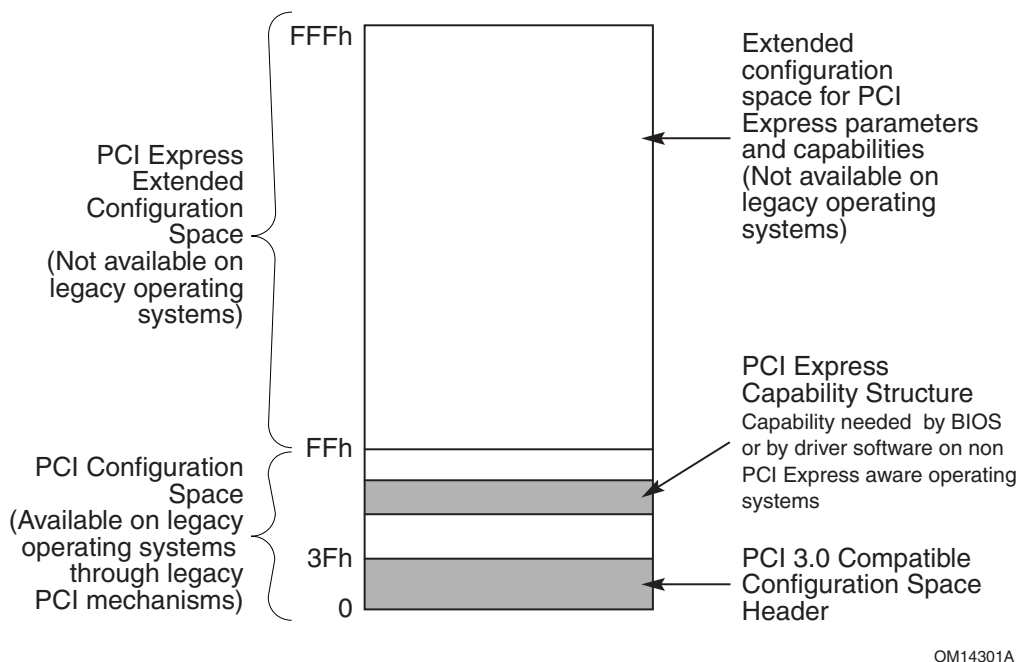 FFFh
PCI Express
Extended
Configuration
Space
(Not available on
legacy operating
systems)
Extended
configuration
space for PCI
Express parameters
and capabilities
(Not available on
legacy operating
systems)
FFh
PCI Configuration
Space
(Available on legacy
operating systems
through legacy
PCI mechanisms)
3Fh
0
PCI Express
Capability Structure
Capability needed by BIOS
or by driver software on non
PCI Express aware operating
systems
PCI 3.0 Compatible
Configuration Space
Header
OM14301A